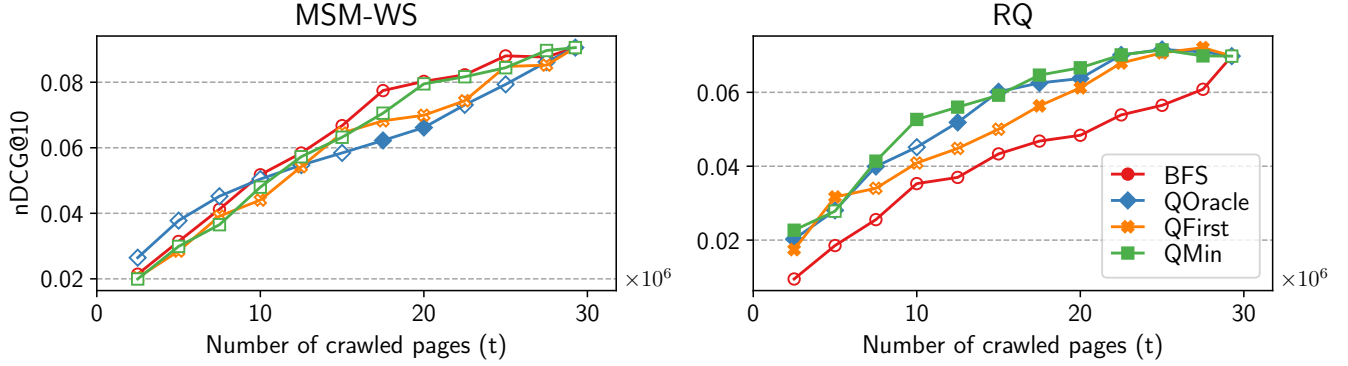 MSM-WS
nDCG@10
0.08
0.06
0.04
0.02
0
10
20
30
×10⁶
Number of crawled pages (t)
RQ
0.06
0.04
0.02
0
10
20
30
×10⁶
Number of crawled pages (t)
BFS
QOracle
QFirst
QMin